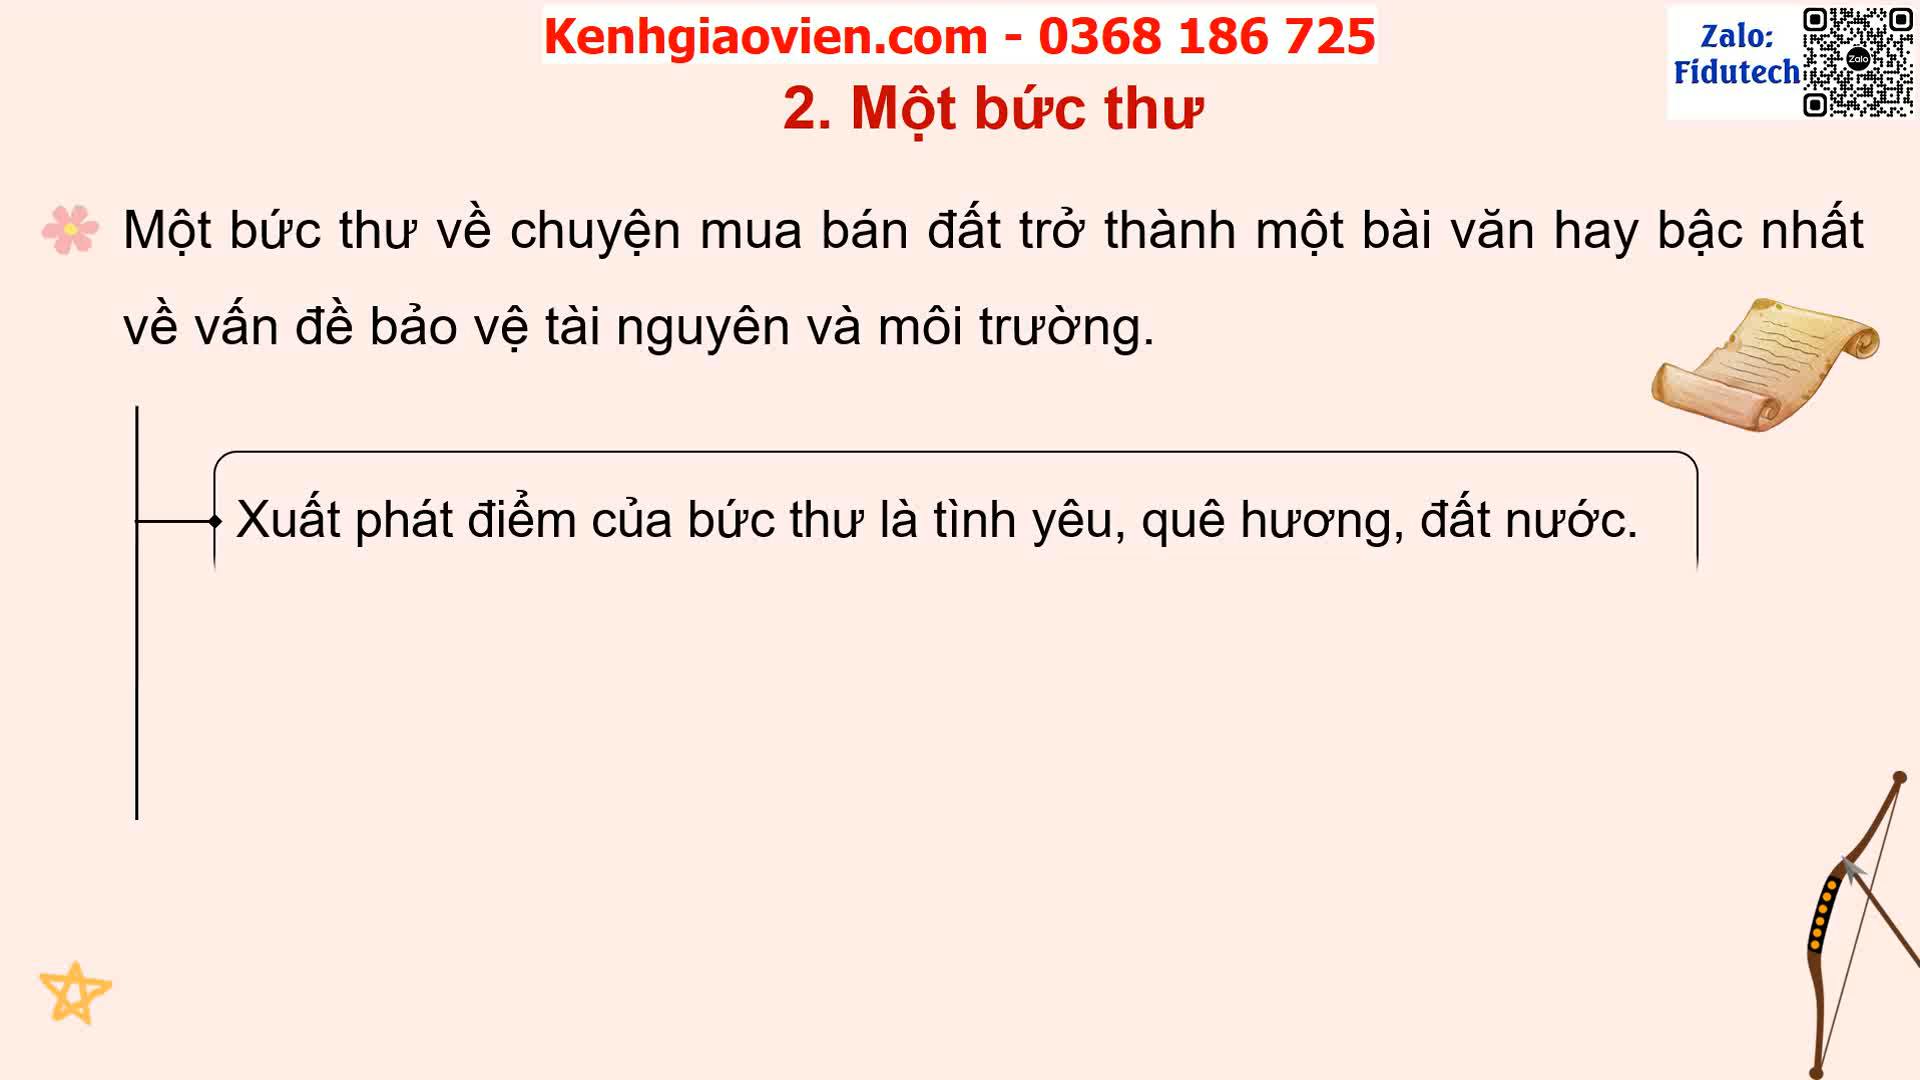 Kenhgiaovien.com - 0368 186 725
Zalo:
Fidutech
Zalo
2. Một bức thư
Một bức thư về chuyện mua bán đất trở thành một bài văn hay bậc nhất
về vấn đề bảo vệ tài nguyên và môi trường.
Xuất phát điểm của bức thư là tình yêu, quê hương, đất nước.